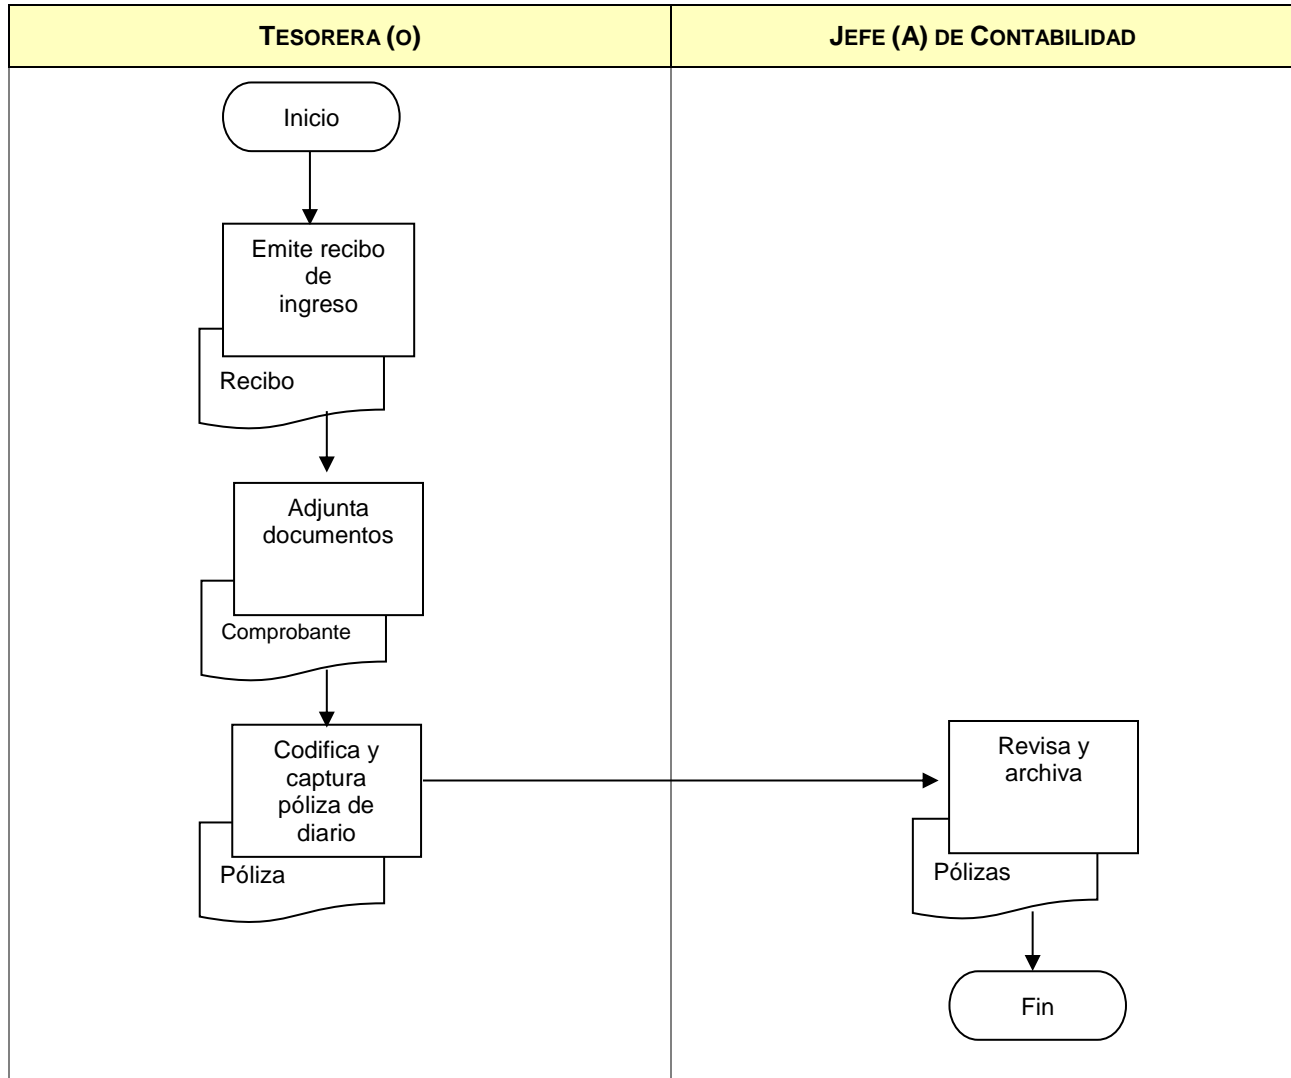 TESORERA (O)
JEFE (A) DE CONTABILIDAD
Inicio
Emite recibo
de
ingreso
Recibo
Adjunta
documentos
Comprobante
Codifica y
captura
póliza de
diario
Póliza
Revisa y
archiva
Pólizas
Fin